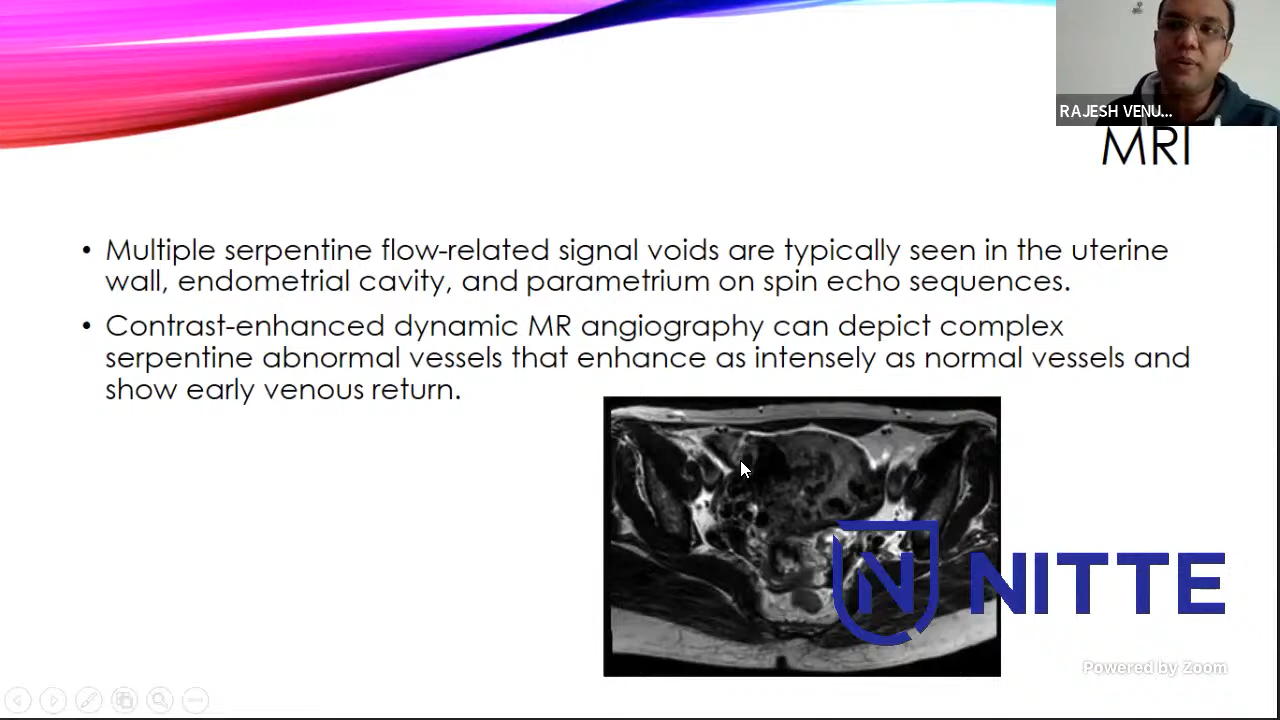 RAJESH VENU...
MRI
• Multiple serpentine flow-related signal voids are typically seen in the uterine
wall, endometrial cavity, and parametrium on spin echo sequences.
• Contrast-enhanced dynamic MR angiography can depict complex
serpentine abnormal vessels that enhance as intensely as normal vessels and
show early venous return.
N NITTE
Powered by Zoom